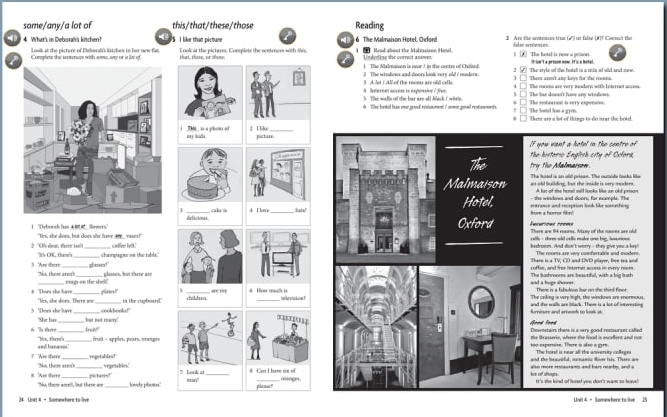 some/any/a lot of
4 What's in Deborah's kitchen?
Look at the picture of Deborah's kitchen in her new flat.
Complete the sentences with some, any or a lot of.
1 'Deborah has a lot of flowers.'
'Yes, she does, but does she have any vases?'
2 'Oh dear, there isn't ______ coffee left.'
'It's OK, there's ______ champagne on the table.'
3 'Are there ______ glasses?'
'No, there aren't ______ glasses, but there are
______ mugs on the shelf.'
4 'Does she have ______ plates?'
'Yes, she does. There are ______ in the cupboard.'
5 'Does she have ______ cookbooks?'
'She has ______ but not many.'
6 'Is there ______ fruit?'
'Yes, there's ______ fruit – apples, pears, oranges
and bananas.'
7 'Are there ______ vegetables?'
'No, there aren't ______ vegetables.'
8 'Are there ______ pictures?'
'No, there aren't, but there are ______ lovely photos.'
24 Unit 4 • Somewhere to live
this/that/these/those
5 I like that picture
Look at the pictures. Complete the sentences with this,
that, these, or those.
1 This is a photo of
my kids.
2 I like ______
picture.
3 ______ cake is
delicious.
4 I love ______ hats!
5 ______ are my
children.
6 How much is
______ television?
7 Look at ______
man!
8 Can I have six of
______ oranges,
please?
Reading
6 The Malmaison Hotel, Oxford
1 Read about the Malmaison Hotel.
Underline the correct answer.
1 The Malmaison is near / in the centre of Oxford.
2 The windows and doors look very old / modern.
3 A lot / All of the rooms are old cells.
4 Internet access is expensive / free.
5 The walls of the bar are all black / white.
6 The hotel has one good restaurant / some good restaurants.
2 Are the sentences true (✓) or false (✗)? Correct the
false sentences.
1 ✗ The hotel is now a prison.
It isn't a prison now. It's a hotel.
2 ✓ The style of the hotel is a mix of old and new.
3 There aren't any keys for the rooms.
4 The rooms are very modern with Internet access.
5 The bar doesn't have any windows.
6 The restaurant is very expensive.
7 The hotel has a gym.
8 There are a lot of things to do near the hotel.
The
Malmaison
Hotel,
Oxford
If you want a hotel in the centre of
the historic English city of Oxford,
try the Malmaison.
The hotel is an old prison. The outside looks like
an old building, but the inside is very modern.
A lot of the hotel still looks like an old prison
– the windows and doors, for example. The
entrance and reception look like something
from a horror film!
Luxurious rooms
There are 94 rooms. Many of the rooms are old
cells – three old cells make one big, luxurious
bedroom. And don't worry – they give you a key!
The rooms are very comfortable and modern.
There is a TV, CD and DVD player, free tea and
coffee, and free Internet access in every room.
The bathrooms are beautiful, with a big bath
and a huge shower.
There is a fabulous bar on the third floor.
The ceiling is very high, the windows are enormous,
and the walls are black. There is a lot of interesting
furniture and artwork to look at.
Good food
Downstairs there is a very good restaurant called
the Brasserie, where the food is excellent and not
too expensive. There is also a gym.
The hotel is near all the university colleges
and the beautiful, romantic River Isis. There are
also more restaurants and bars nearby, and a
lot of shops.
It's the kind of hotel you don't want to leave!
Unit 4 • Somewhere to live 25